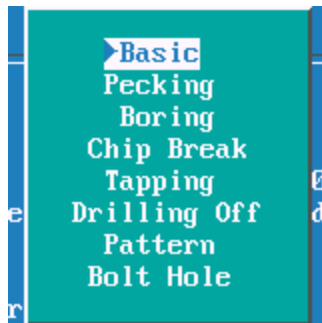 Basic
Pecking
Boring
Chip Break
Tapping
Drilling Off
Pattern
Bolt Hole